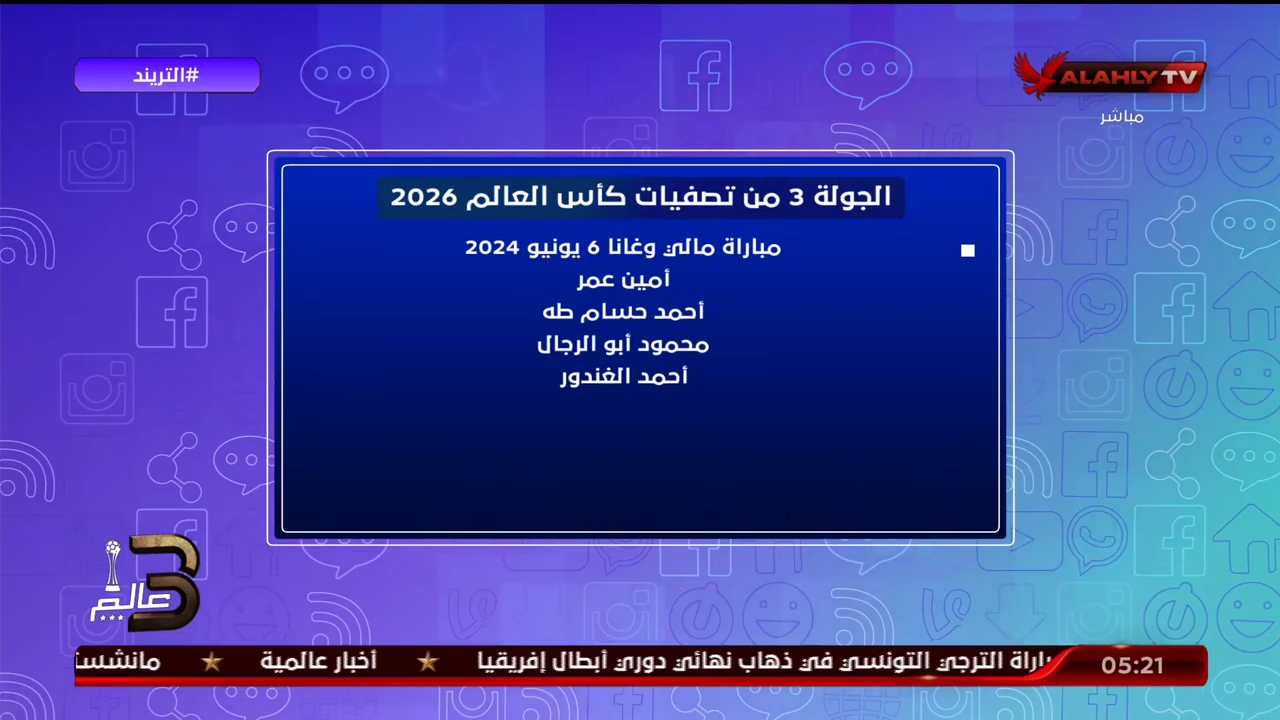 #التريند
ALAHLY TV
مباشر
الجولة 3 من تصفيات كأس العالم 2026
مباراة مالي وغانا 6 يونيو 2024
أمين عمر
أحمد حسام طه
محمود أبو الرجال
أحمد الغندور
3 عالم
05:21
الترجي التونسي في ذهاب نهائي دوري أبطال إفريقيا ★ أخبار عالمية ★